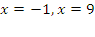 x = −1, x = 9